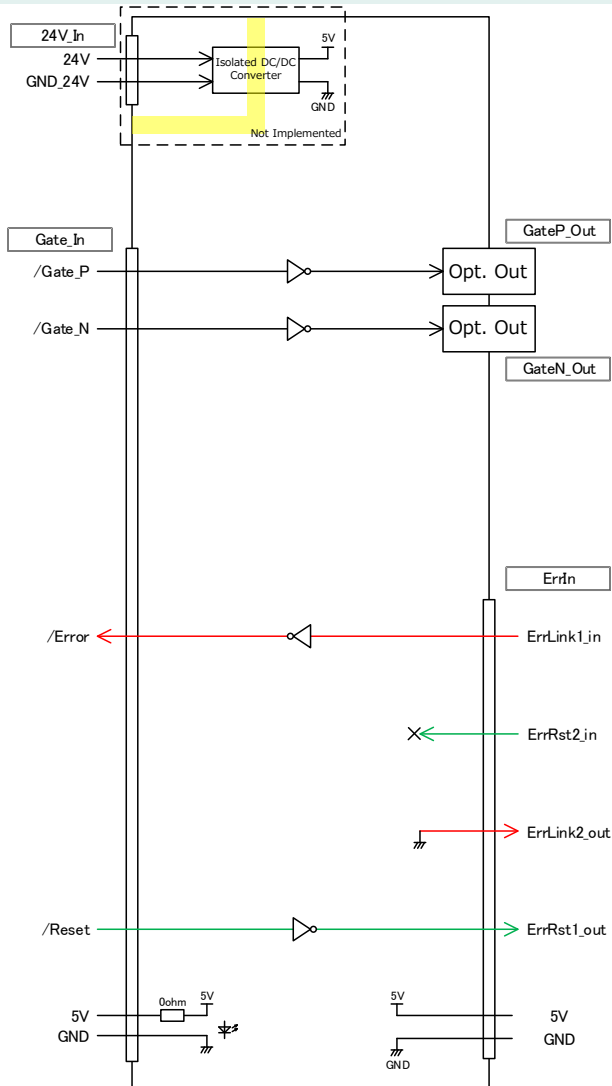 24V_In
24V
GND_24V
Isolated DC/DC
Converter
5V
GND
Not Implemented
Gate_In
GateP_Out
/Gate_P
Opt. Out
/Gate_N
Opt. Out
GateN_Out
ErrIn
/Error
ErrLink1_in
ErrRst2_in
ErrLink2_out
/Reset
ErrRst1_out
5V
0ohm
5V
5V
5V
GND
GND
GND